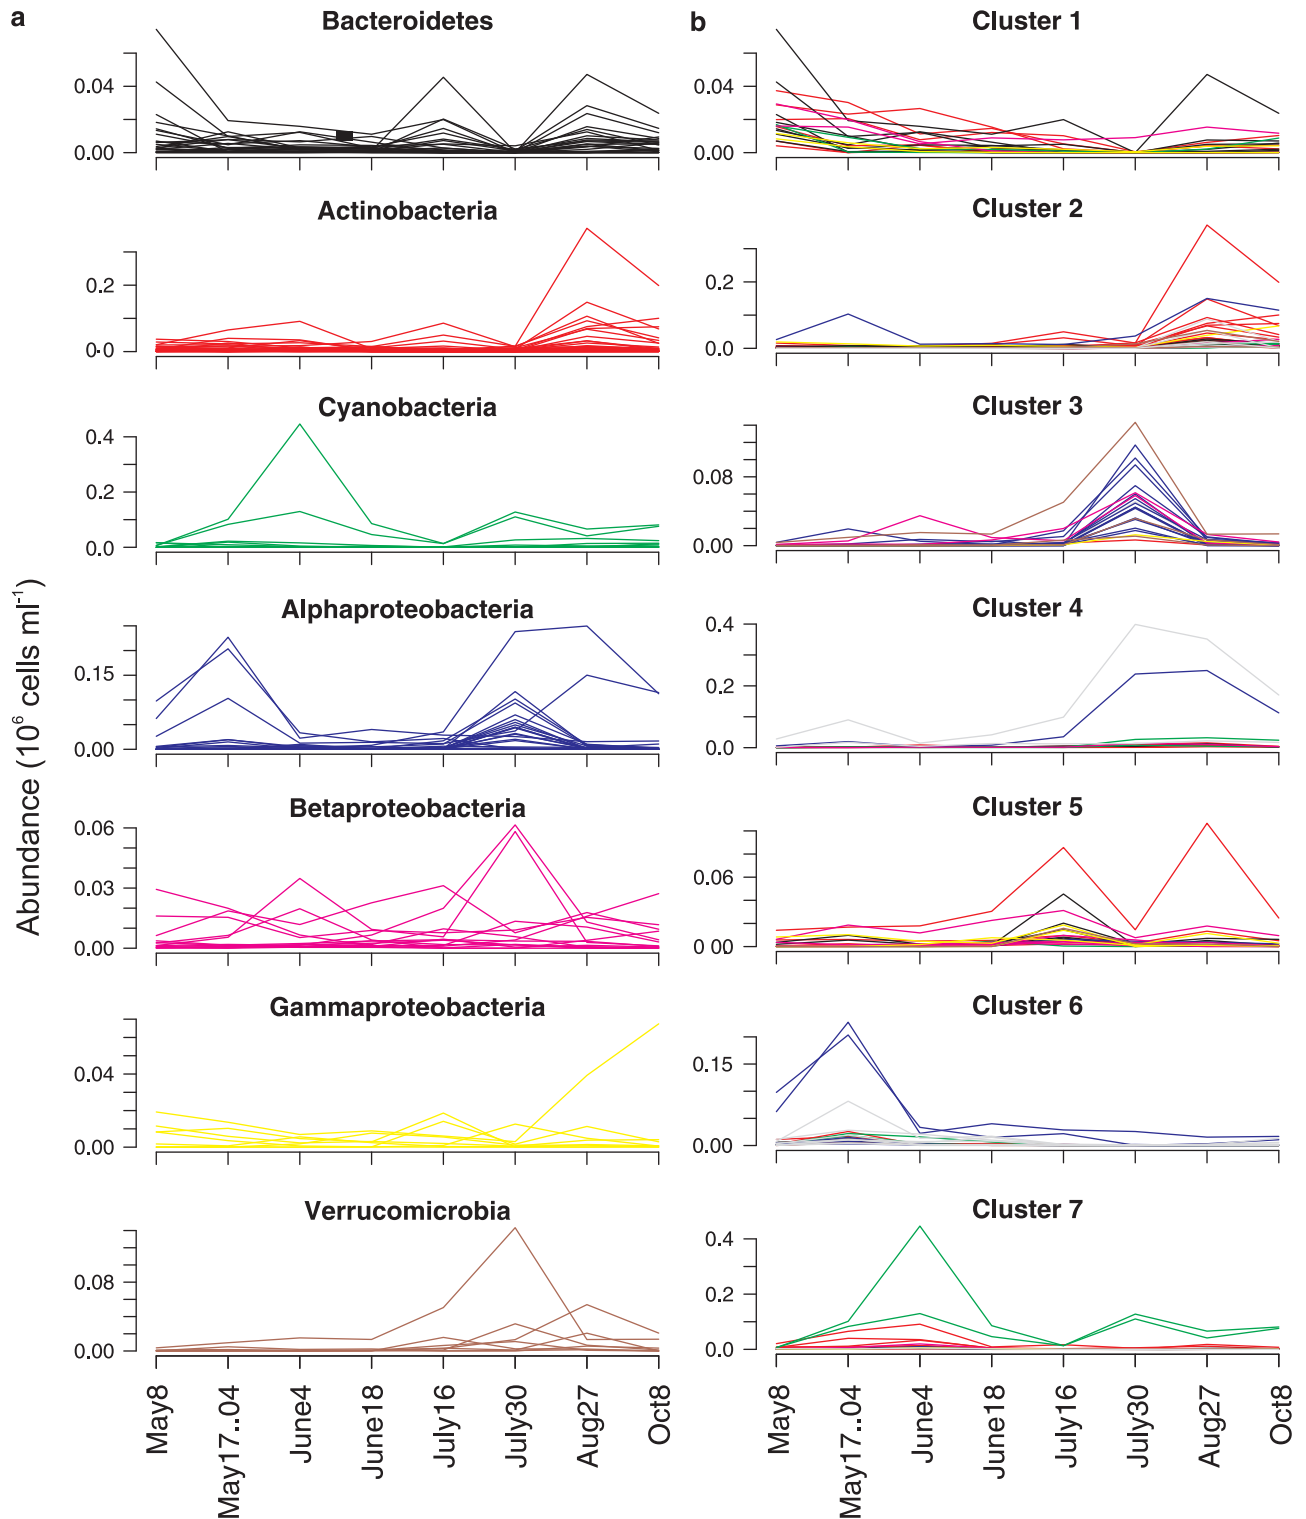 a
Bacteroidetes
0.04
0.00
Actinobacteria
0.2
0.0
Cyanobacteria
0.4
0.2
0.0
Alphaproteobacteria
0.15
0.00
Betaproteobacteria
0.06
0.03
0.00
Gammaproteobacteria
0.04
0.00
Verrucomicrobia
0.08
0.00
May8
May17..04
June4
June18
July16
July30
Aug27
Oct8
Abundance (10⁶ cells ml⁻¹)
b
Cluster 1
0.04
0.00
Cluster 2
0.2
0.0
Cluster 3
0.08
0.00
Cluster 4
0.4
0.2
0.0
Cluster 5
0.06
0.00
Cluster 6
0.15
0.00
Cluster 7
0.4
0.2
0.0
May8
May17..04
June4
June18
July16
July30
Aug27
Oct8